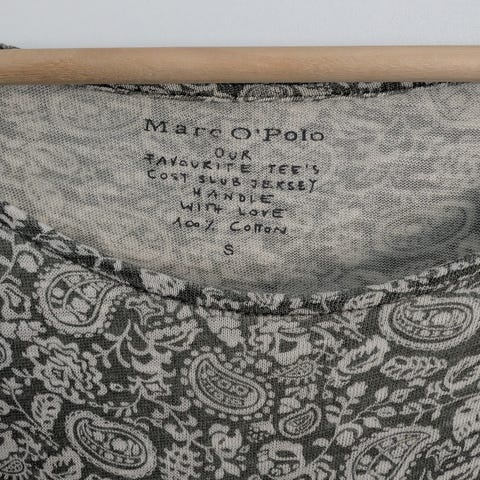 Marc O'Polo
OUR
FAVOURITE TEE'S
COST SLUB JERSEY
HANDLE
WITH LOVE
100% COTTON
S